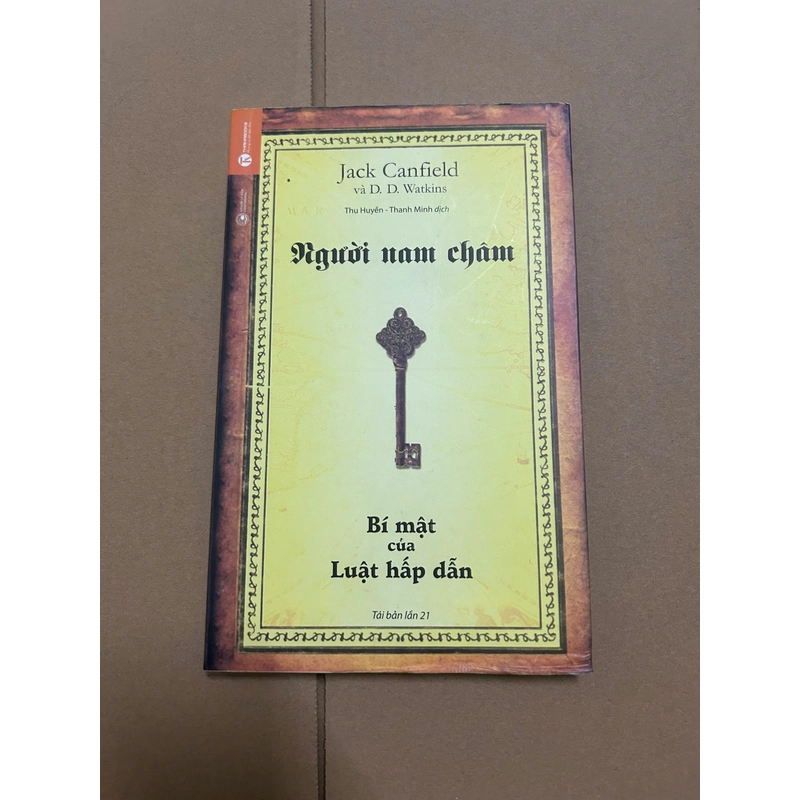 THAIHABOOKS
Jack Canfield
và D. D. Watkins
Thu Huyền - Thanh Minh dịch
Người nam châm
Bí mật
của
Luật hấp dẫn
Tái bản lần 21